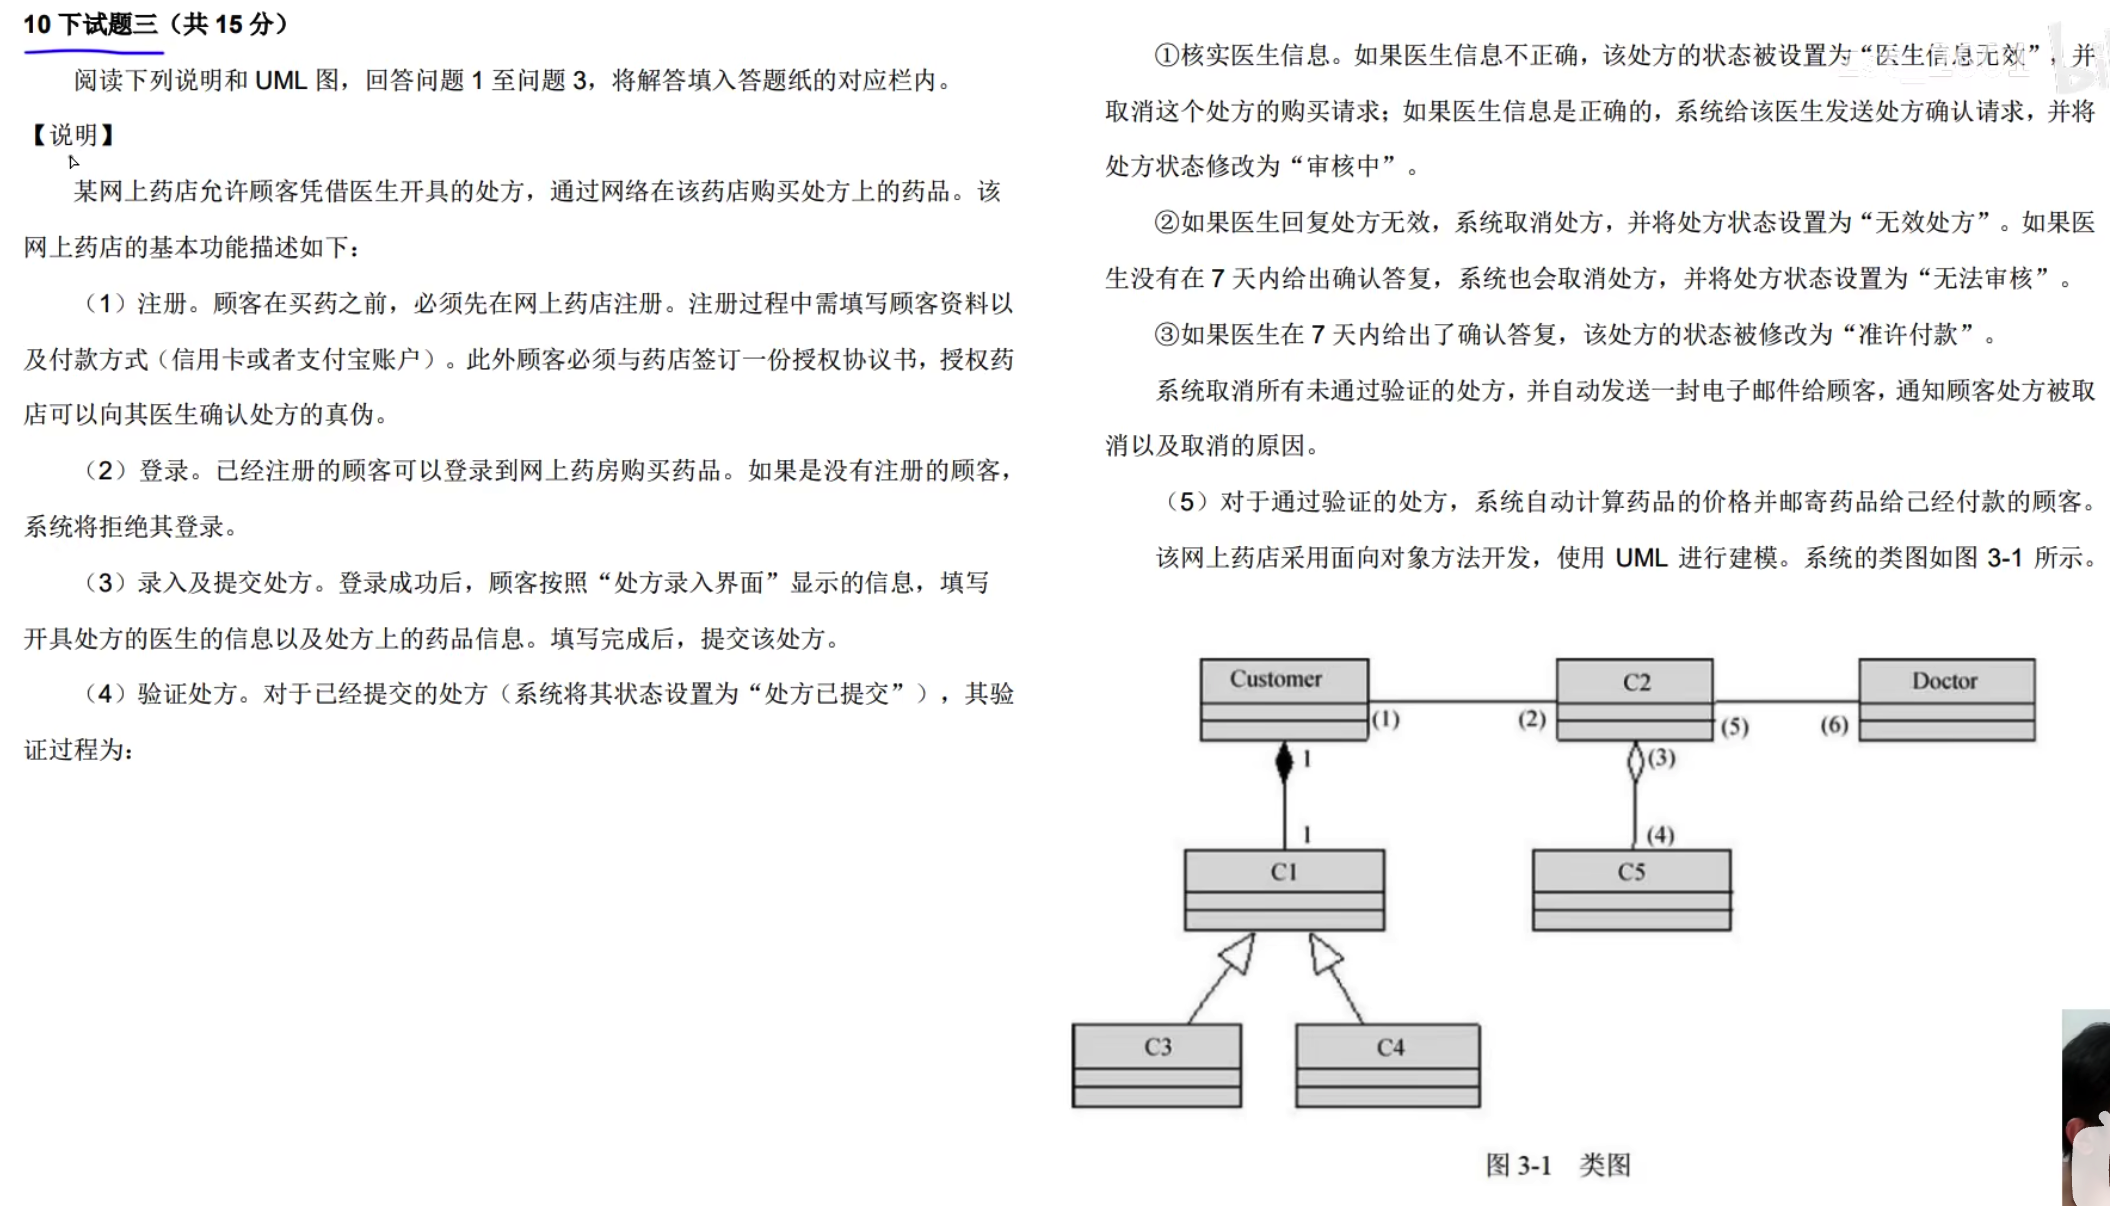 10 下试题三（共 15 分）
阅读下列说明和 UML 图，回答问题 1 至问题 3，将解答填入答题纸的对应栏内。
【说明】
某网上药店允许顾客凭借医生开具的处方，通过网络在该药店购买处方上的药品。该
网上药店的基本功能描述如下：
（1）注册。顾客在买药之前，必须先在网上药店注册。注册过程中需填写顾客资料以
及付款方式（信用卡或者支付宝账户）。此外顾客必须与药店签订一份授权协议书，授权药
店可以向其医生确认处方的真伪。
（2）登录。已经注册的顾客可以登录到网上药房购买药品。如果是没有注册的顾客，
系统将拒绝其登录。
（3）录入及提交处方。登录成功后，顾客按照“处方录入界面”显示的信息，填写
开具处方的医生的信息以及处方上的药品信息。填写完成后，提交该处方。
（4）验证处方。对于已经提交的处方（系统将其状态设置为“处方已提交”），其验
证过程为：
①核实医生信息。如果医生信息不正确，该处方的状态被设置为“医生信息无效”，并
取消这个处方的购买请求；如果医生信息是正确的，系统给该医生发送处方确认请求，并将
处方状态修改为“审核中”。
②如果医生回复处方无效，系统取消处方，并将处方状态设置为“无效处方”。如果医
生没有在 7 天内给出确认答复，系统也会取消处方，并将处方状态设置为“无法审核”。
③如果医生在 7 天内给出了确认答复，该处方的状态被修改为“准许付款”。
系统取消所有未通过验证的处方，并自动发送一封电子邮件给顾客，通知顾客处方被取
消以及取消的原因。
（5）对于通过验证的处方，系统自动计算药品的价格并邮寄药品给已经付款的顾客。
该网上药店采用面向对象方法开发，使用 UML 进行建模。系统的类图如图 3-1 所示。
Customer C2 Doctor
(1) (2) (5) (6)
1 (3)
1 (4)
C1 C5
C3 C4
图 3-1 类图